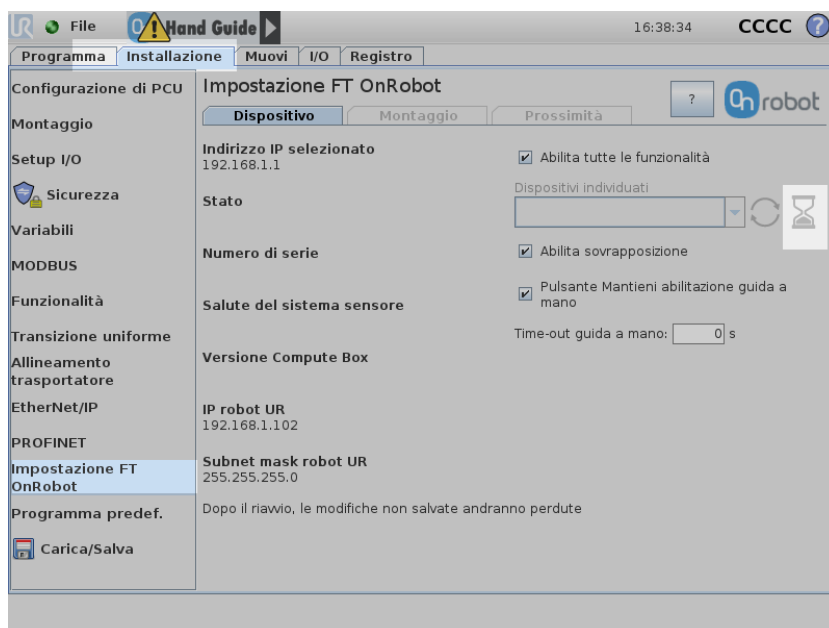 File
Hand Guide
16:38:34
CCCC
?
Programma
Installazione
Muovi
I/O
Registro
Configurazione di PCU
Montaggio
Setup I/O
Sicurezza
Variabili
MODBUS
Funzionalità
Transizione uniforme
Allineamento
trasportatore
EtherNet/IP
PROFINET
Impostazione FT
OnRobot
Programma predef.
Carica/Salva
Impostazione FT OnRobot
?
On robot
Dispositivo
Montaggio
Prossimità
Indirizzo IP selezionato
192.168.1.1
Stato
Numero di serie
Salute del sistema sensore
Versione Compute Box
IP robot UR
192.168.1.102
Subnet mask robot UR
255.255.255.0
Dopo il riavvio, le modifiche non salvate andranno perdute
Abilita tutte le funzionalità
Dispositivi individuati
Abilita sovrapposizione
Pulsante Mantieni abilitazione guida a
mano
Time-out guida a mano: 0 s